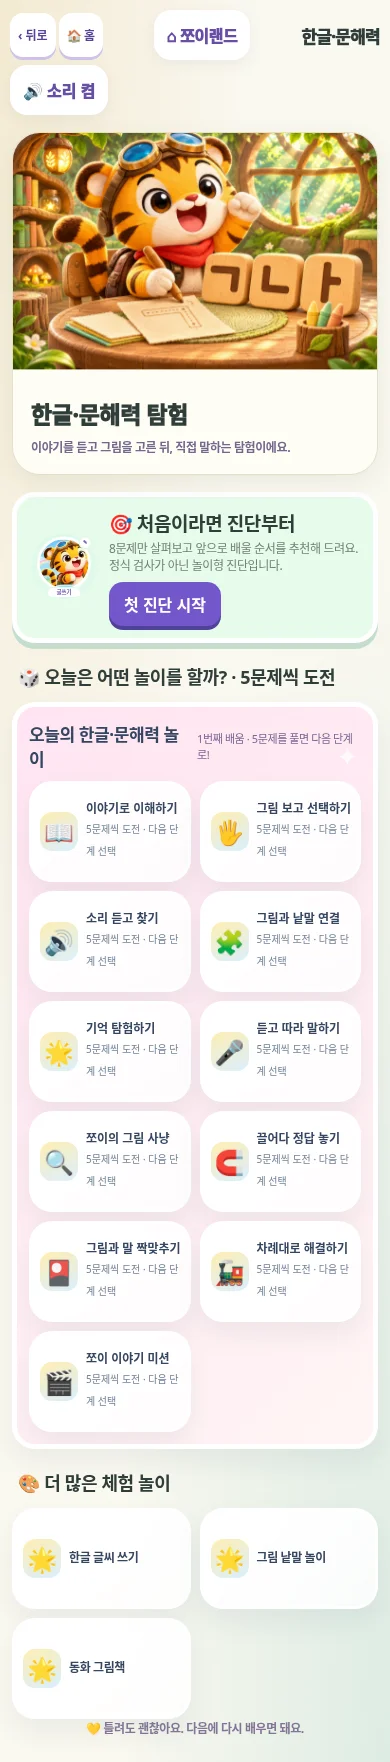 ‹ 뒤로
🏠 홈
⌂ 쪼이랜드
한글·문해력
🔊 소리 켬
ㄱ ㄴ ㅏ
한글·문해력 탐험
이야기를 듣고 그림을 고른 뒤, 직접 말하는 탐험이에요.
글쓰기
🎯 처음이라면 진단부터
8문제만 살펴보고 앞으로 배울 순서를 추천해 드려요.
정식 검사가 아닌 놀이형 진단입니다.
첫 진단 시작
🎲 오늘은 어떤 놀이를 할까? · 5문제씩 도전
오늘의 한글·문해력 놀
이
1번째 배움 · 5문제를 풀면 다음 단계
로!
이야기로 이해하기
5문제씩 도전 · 다음 단
계 선택
그림 보고 선택하기
5문제씩 도전 · 다음 단
계 선택
소리 듣고 찾기
5문제씩 도전 · 다음 단
계 선택
그림과 낱말 연결
5문제씩 도전 · 다음 단
계 선택
기억 탐험하기
5문제씩 도전 · 다음 단
계 선택
듣고 따라 말하기
5문제씩 도전 · 다음 단
계 선택
쪼이의 그림 사냥
5문제씩 도전 · 다음 단
계 선택
끌어다 정답 놓기
5문제씩 도전 · 다음 단
계 선택
그림과 말 짝맞추기
5문제씩 도전 · 다음 단
계 선택
차례대로 해결하기
5문제씩 도전 · 다음 단
계 선택
쪼이 이야기 미션
5문제씩 도전 · 다음 단
계 선택
🎨 더 많은 체험 놀이
한글 글씨 쓰기
그림 낱말 놀이
동화 그림책
💛 틀려도 괜찮아요. 다음에 다시 배우면 돼요.